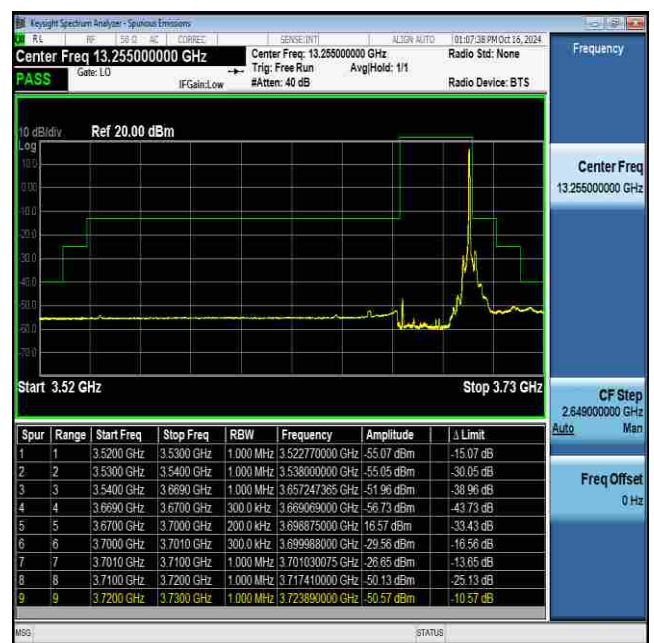 Keysight Spectrum Analyzer - Spurious Emissions
RL RF 50 Ω AC CORREC SENSE:INT ALIGN AUTO 01:07:38 PM Oct 16, 2024
Center Freq 13.255000000 GHz
Center Freq: 13.255000000 GHz
Radio Std: None
Trig: Free Run Avg|Hold: 1/1
PASS Gate: LO
IFGain:Low
#Atten: 40 dB
Radio Device: BTS
10 dB/div Ref 20.00 dBm
Log
10.0
0.00
-10.0
-20.0
-30.0
-40.0
-50.0
-60.0
-70.0
Start 3.52 GHz Stop 3.73 GHz
Spur Range Start Freq Stop Freq RBW Frequency Amplitude Δ Limit
1 1 3.5200 GHz 3.5300 GHz 1.000 MHz 3.522770000 GHz -55.07 dBm -15.07 dB
2 2 3.5300 GHz 3.5400 GHz 1.000 MHz 3.538000000 GHz -55.05 dBm -30.05 dB
3 3 3.5400 GHz 3.6690 GHz 1.000 MHz 3.657247365 GHz -51.96 dBm -38.96 dB
4 4 3.6690 GHz 3.6700 GHz 300.0 kHz 3.669069000 GHz -56.73 dBm -43.73 dB
5 5 3.6700 GHz 3.7000 GHz 200.0 kHz 3.698875000 GHz 16.57 dBm -33.43 dB
6 6 3.7000 GHz 3.7010 GHz 300.0 kHz 3.699988000 GHz -29.56 dBm -16.56 dB
7 7 3.7010 GHz 3.7100 GHz 1.000 MHz 3.701030075 GHz -26.65 dBm -13.65 dB
8 8 3.7100 GHz 3.7200 GHz 1.000 MHz 3.717410000 GHz -50.13 dBm -25.13 dB
9 9 3.7200 GHz 3.7300 GHz 1.000 MHz 3.723890000 GHz -50.57 dBm -10.57 dB
MSG STATUS
Frequency
Center Freq
13.255000000 GHz
CF Step
2.649000000 GHz
Auto Man
Freq Offset
0 Hz